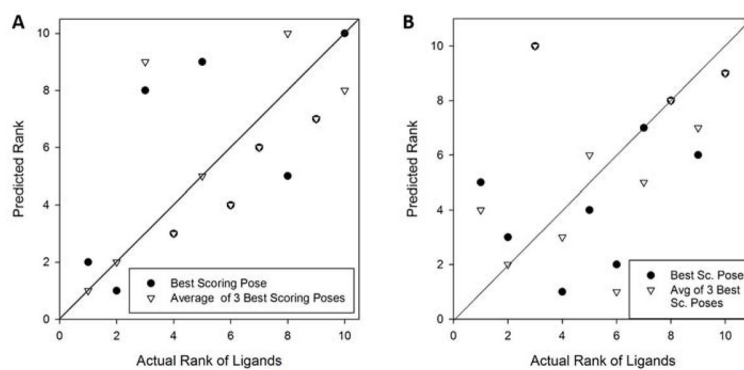 A
B
10
8
6
4
2
0
Predicted Rank
Best Scoring Pose
Average of 3 Best Scoring Poses
0 2 4 6 8 10
Actual Rank of Ligands
10
8
6
4
2
0
Predicted Rank
Best Sc. Pose
Avg of 3 Best
Sc. Poses
0 2 4 6 8 10
Actual Rank of Ligands